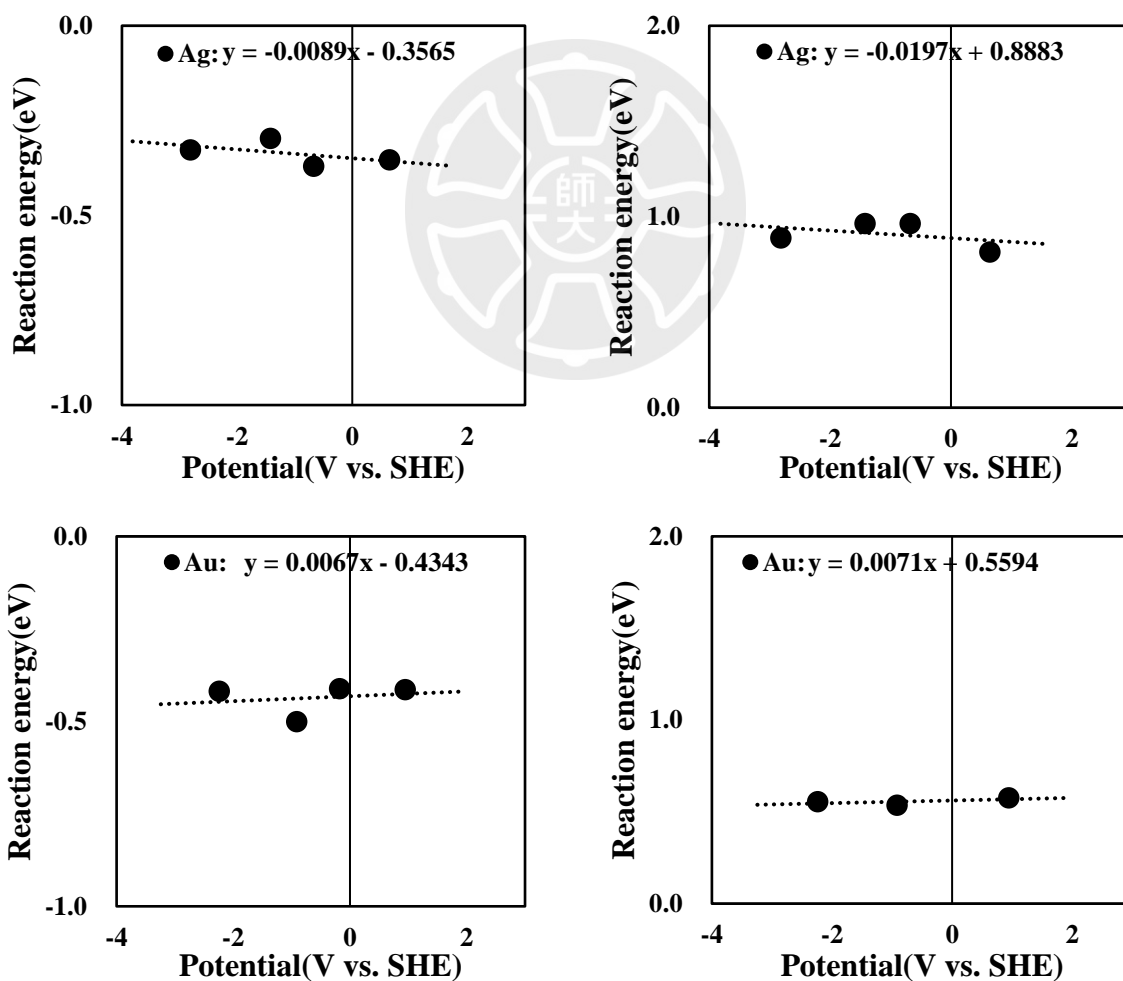 0.0
Ag: y = -0.0089x - 0.3565
-0.5
-1.0
-4
-2
0
2
Reaction energy(eV)
Potential(V vs. SHE)
2.0
Ag: y = -0.0197x + 0.8883
1.0
0.0
-4
-2
0
2
Reaction energy(eV)
Potential(V vs. SHE)
師
大
0.0
Au: y = 0.0067x - 0.4343
-0.5
-1.0
-4
-2
0
2
Reaction energy(eV)
Potential(V vs. SHE)
2.0
Au: y = 0.0071x + 0.5594
1.0
0.0
-4
-2
0
2
Reaction energy(eV)
Potential(V vs. SHE)